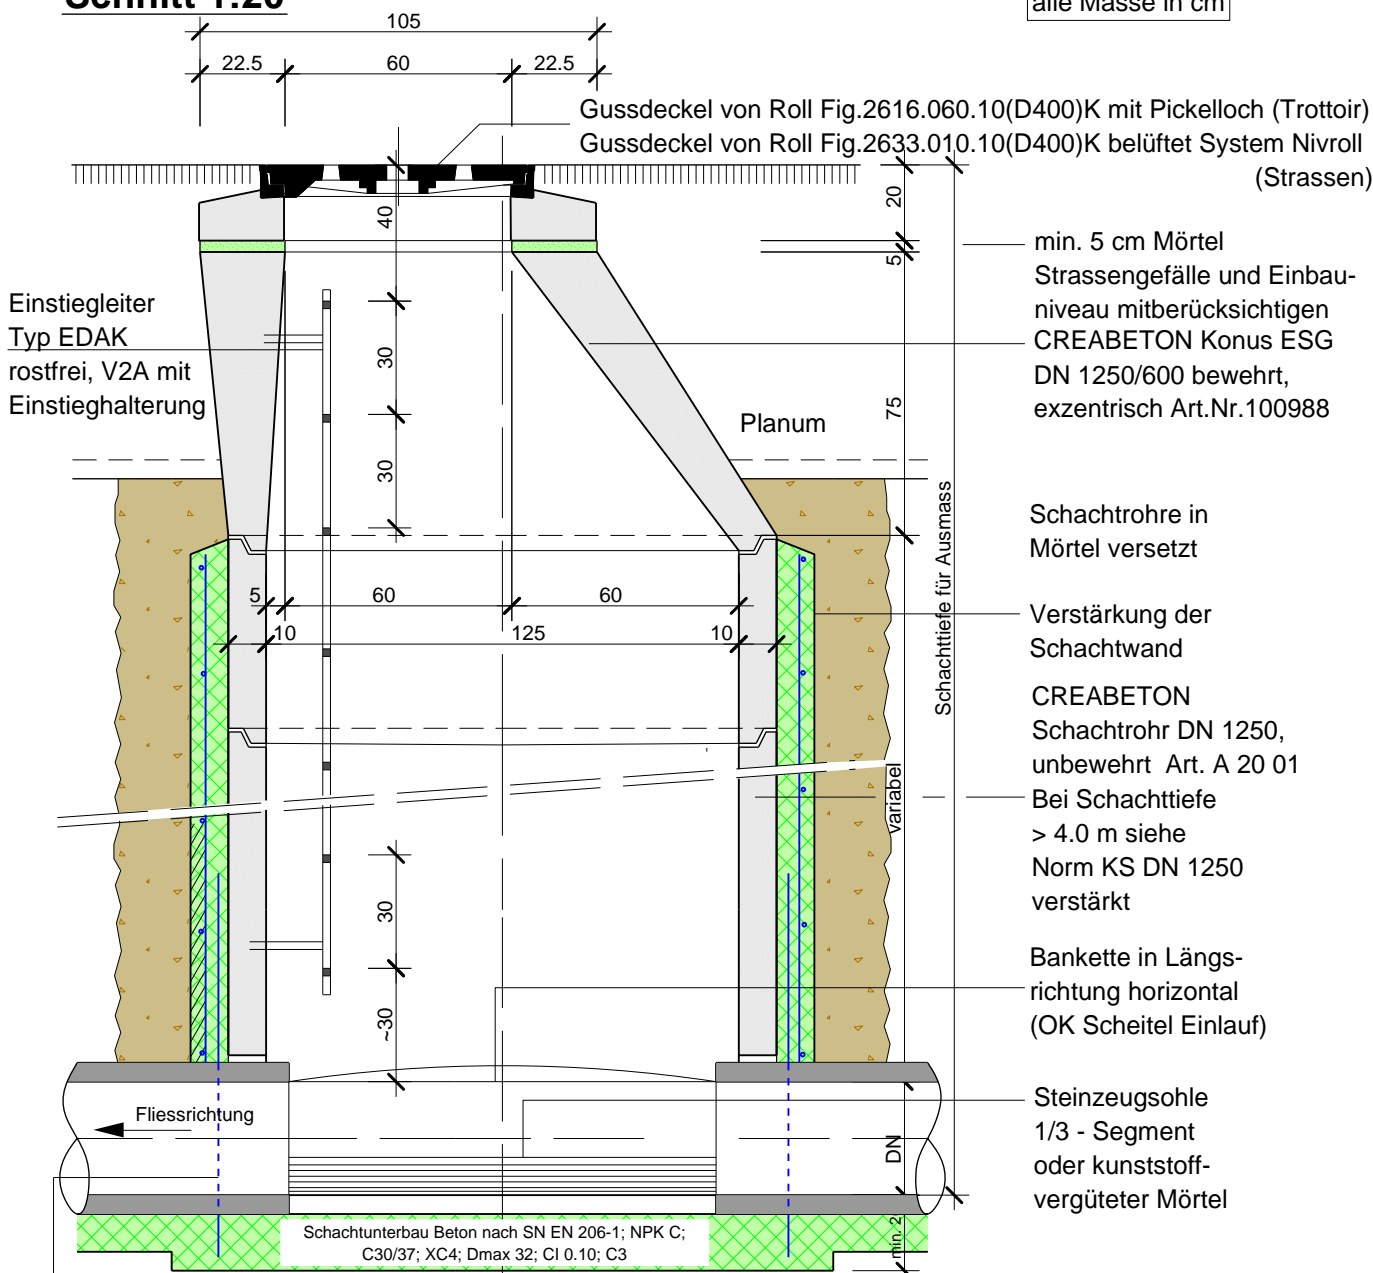 Schnitt 1:20
alle Masse in cm
105
22.5
60
22.5
Gussdeckel von Roll Fig.2616.060.10(D400)K mit Pickelloch (Trottoir)
Gussdeckel von Roll Fig.2633.010.10(D400)K belüftet System Nivroll
(Strassen)
20
40
5
min. 5 cm Mörtel
Strassengefälle und Einbau-
niveau mitberücksichtigen
CREABETON Konus ESG
DN 1250/600 bewehrt,
exzentrisch Art.Nr.100988
Einstiegleiter
Typ EDAK
rostfrei, V2A mit
Einstieghalterung
30
75
Planum
30
Schachttiefe für Ausmass
Schachtrohre in
Mörtel versetzt
5
60
60
10
125
10
Verstärkung der
Schachtwand
CREABETON
Schachtrohr DN 1250,
unbewehrt Art. A 20 01
variabel
Bei Schachttiefe
> 4.0 m siehe
Norm KS DN 1250
verstärkt
30
~30
Bankette in Längs-
richtung horizontal
(OK Scheitel Einlauf)
Fliessrichtung
DN
Steinzeugsohle
1/3 - Segment
oder kunststoff-
vergüteter Mörtel
min. 2
Schachtunterbau Beton nach SN EN 206-1; NPK C;
C30/37; XC4; Dmax 32; Cl 0.10; C3